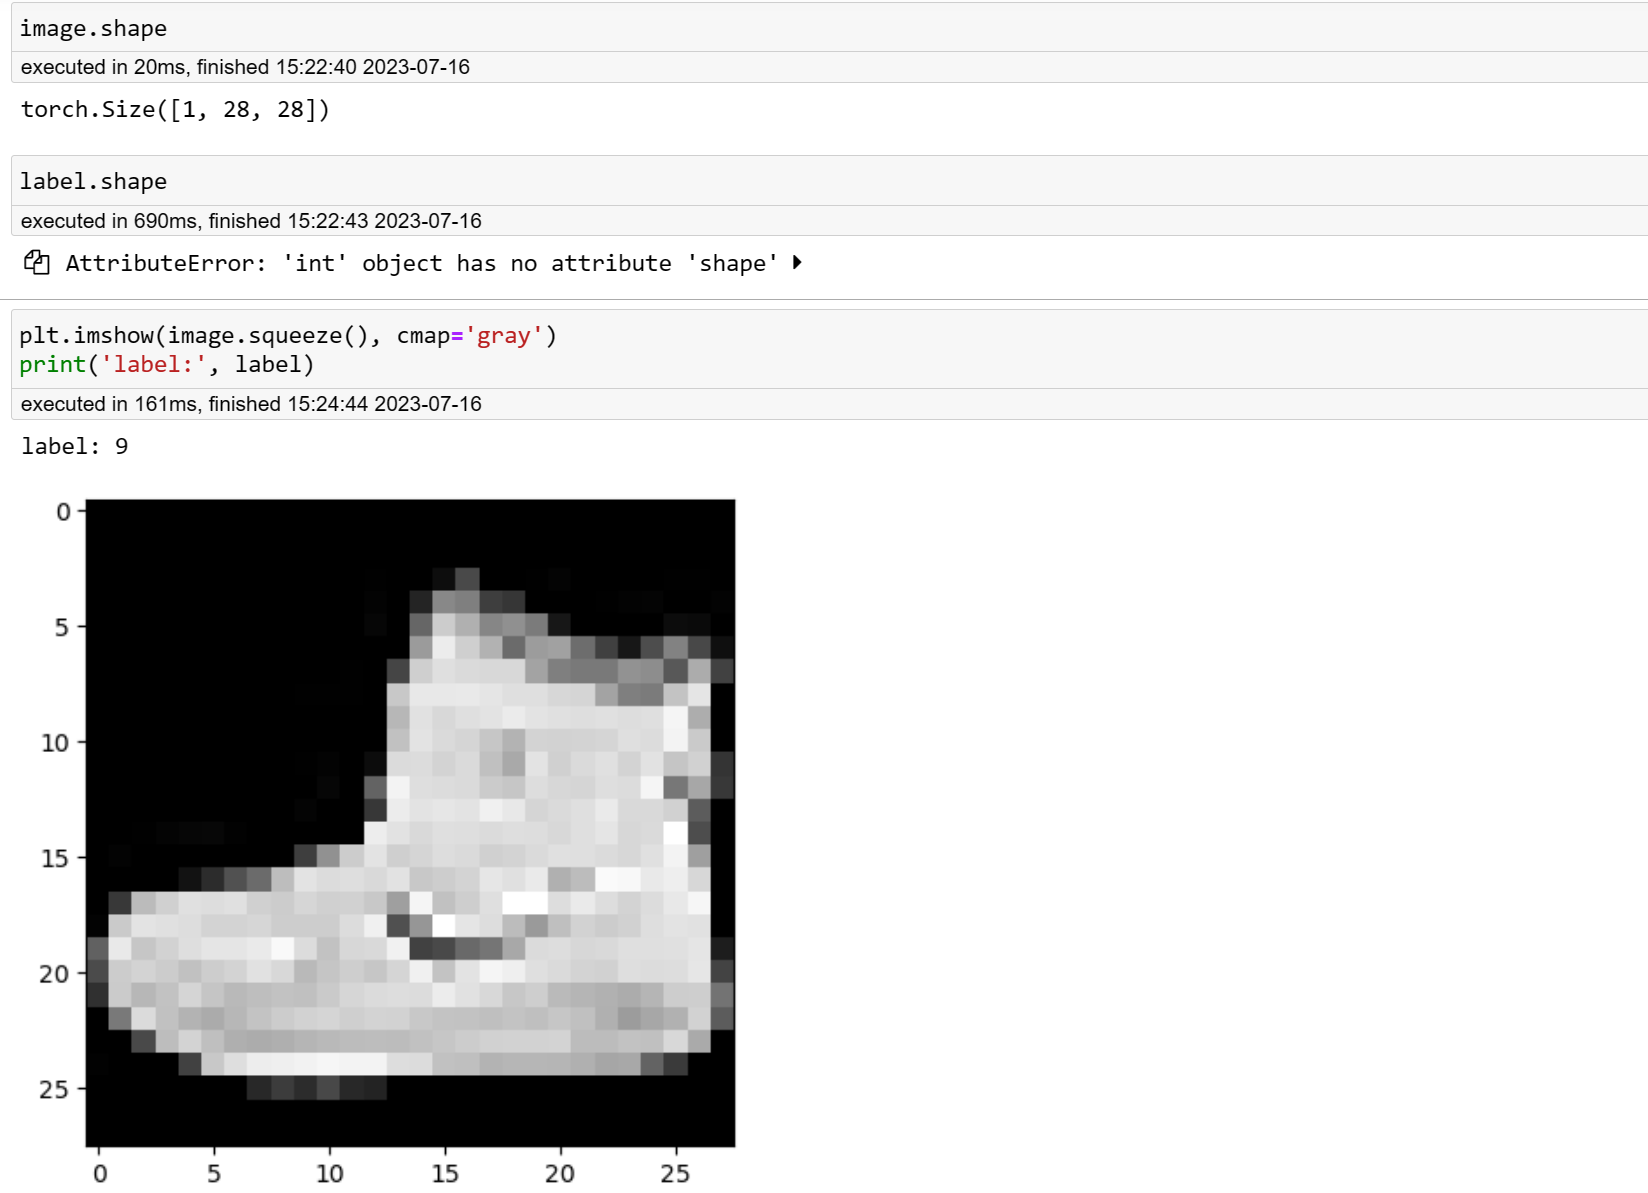 image.shape
executed in 20ms, finished 15:22:40 2023-07-16
torch.Size([1, 28, 28])
label.shape
executed in 690ms, finished 15:22:43 2023-07-16
AttributeError: 'int' object has no attribute 'shape'
plt.imshow(image.squeeze(), cmap='gray')
print('label:', label)
executed in 161ms, finished 15:24:44 2023-07-16
label: 9
0
5
10
15
20
25
0 5 10 15 20 25